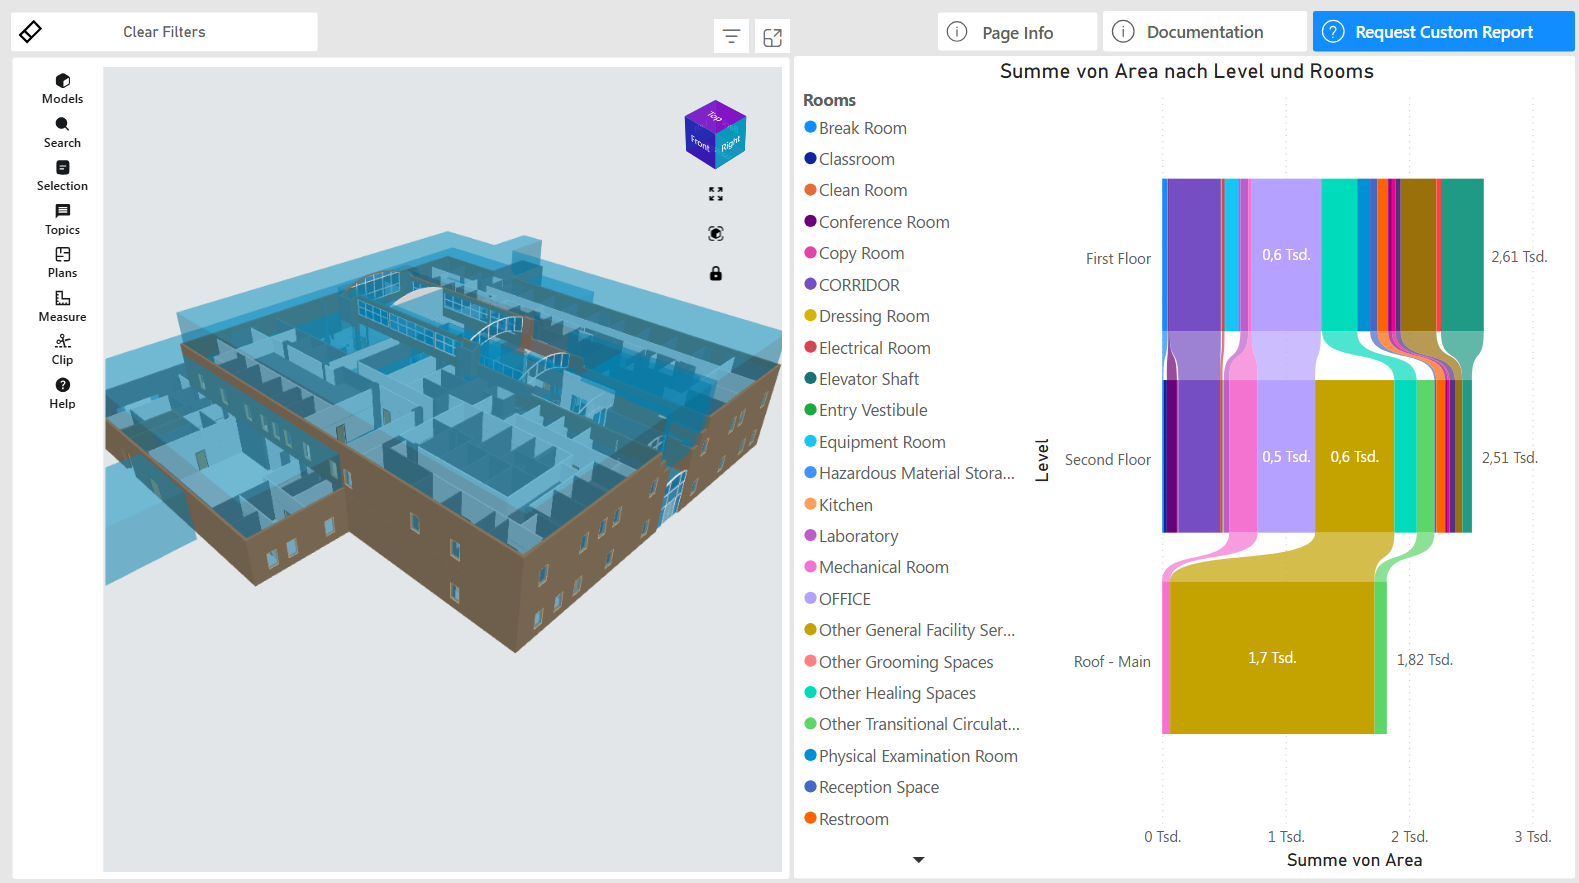 Clear Filters
Page Info
Documentation
Request Custom Report
Models
Search
Selection
Topics
Plans
Measure
Clip
Help
Top
Front
Right
Summe von Area nach Level und Rooms
Rooms
Break Room
Classroom
Clean Room
Conference Room
Copy Room
CORRIDOR
Dressing Room
Electrical Room
Elevator Shaft
Entry Vestibule
Equipment Room
Hazardous Material Stora...
Kitchen
Laboratory
Mechanical Room
OFFICE
Other General Facility Ser...
Other Grooming Spaces
Other Healing Spaces
Other Transitional Circulat...
Physical Examination Room
Reception Space
Restroom
Level
First Floor
0,6 Tsd.
2,61 Tsd.
Second Floor
0,5 Tsd.
0,6 Tsd.
2,51 Tsd.
Roof - Main
1,7 Tsd.
1,82 Tsd.
0 Tsd.
1 Tsd.
2 Tsd.
3 Tsd.
Summe von Area